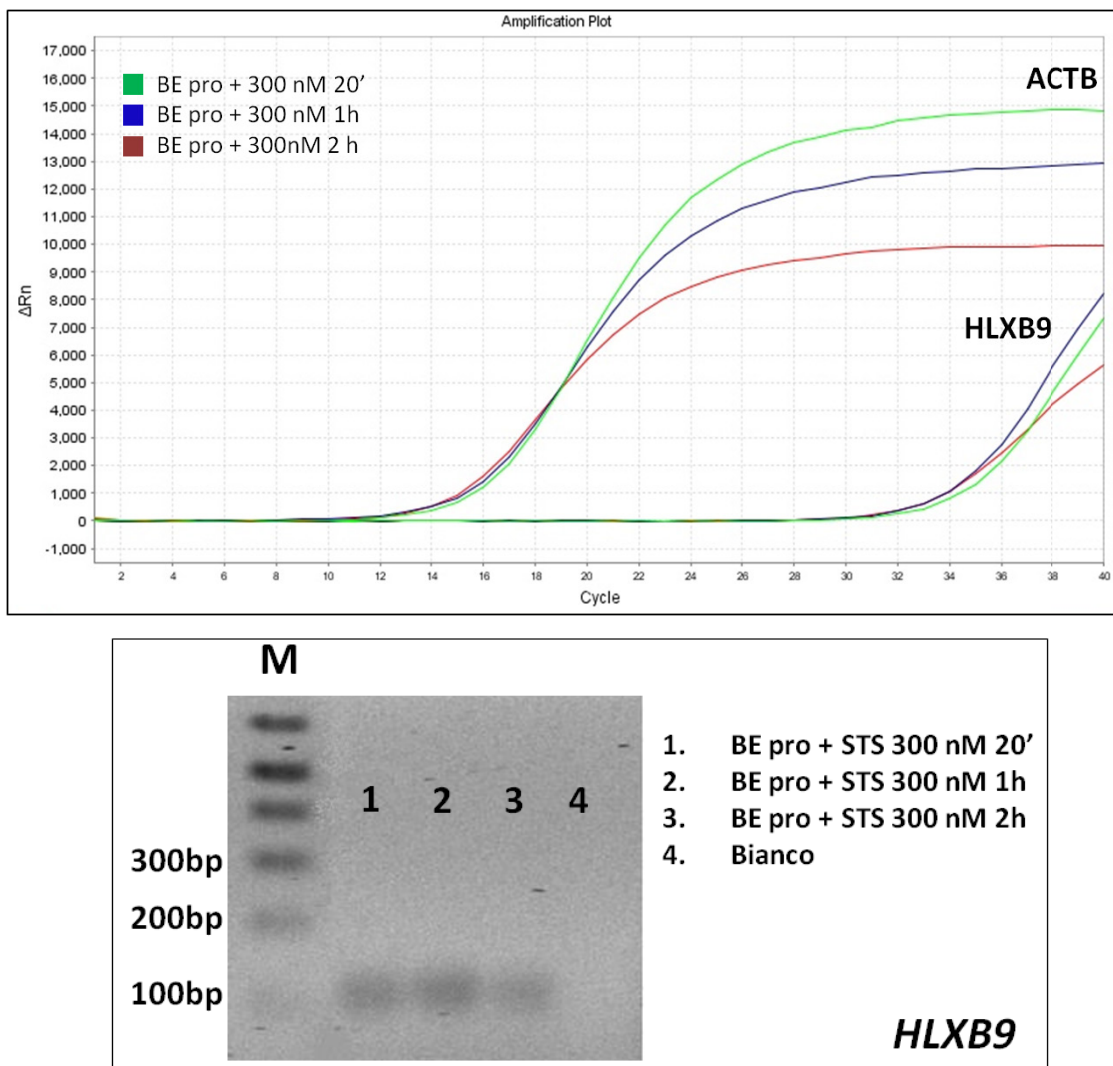 Amplification Plot
17,000
16,000
15,000
14,000
13,000
12,000
11,000
10,000
9,000
8,000
7,000
6,000
5,000
4,000
3,000
2,000
1,000
0
-1,000
ΔRn
BE pro + 300 nM 20’
BE pro + 300 nM 1h
BE pro + 300nM 2 h
ACTB
HLXB9
2 4 6 8 10 12 14 16 18 20 22 24 26 28 30 32 34 36 38 40
Cycle
M
1 2 3 4
300bp
200bp
100bp
1. BE pro + STS 300 nM 20’
2. BE pro + STS 300 nM 1h
3. BE pro + STS 300 nM 2h
4. Bianco
HLXB9